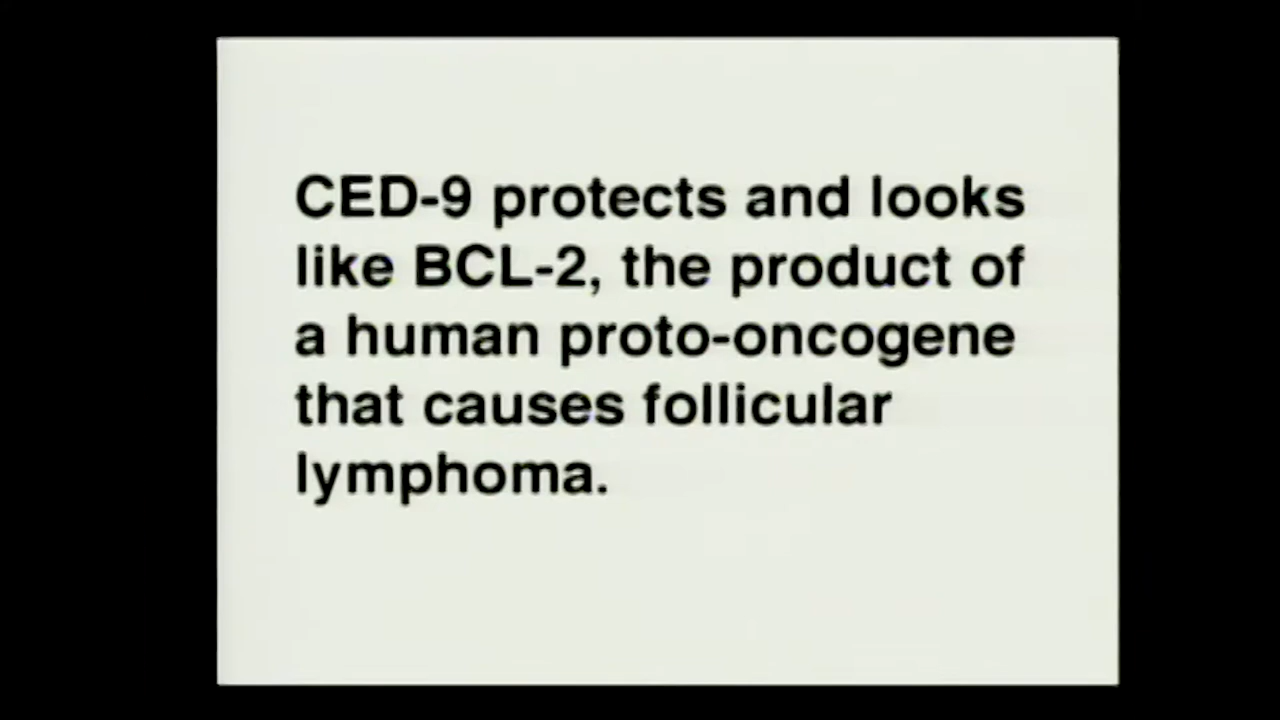 CED-9 protects and looks
like BCL-2, the product of
a human proto-oncogene
that causes follicular
lymphoma.